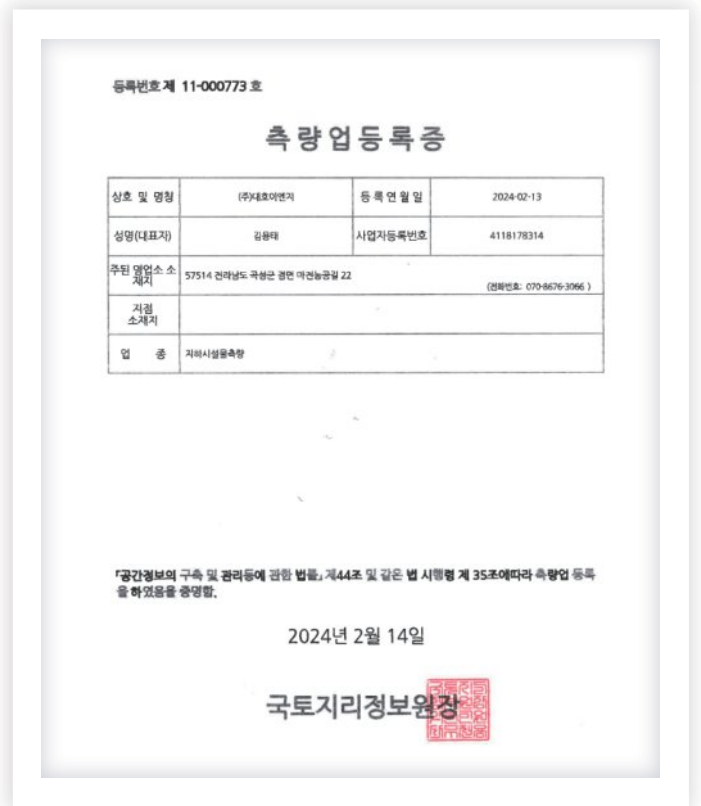 등록번호 제 11-000773 호
측량업등록증
상호 및 명칭 (주)대호이엔지 등록연월일 2024-02-13
성명(대표자) 김용태 사업자등록번호 4118178314
주된 영업소 소
재지 57514 전라남도 곡성군 겸면 마전농공길 22
(전화번호: 070-8676-3066 )
지점
소재지
업 종 지하시설물측량
「공간정보의 구축 및 관리등에 관한 법률」 제44조 및 같은 법 시행령 제 35조에따라 측량업 등록
을 하였음을 증명함.
2024년 2월 14일
국토지리정보원장